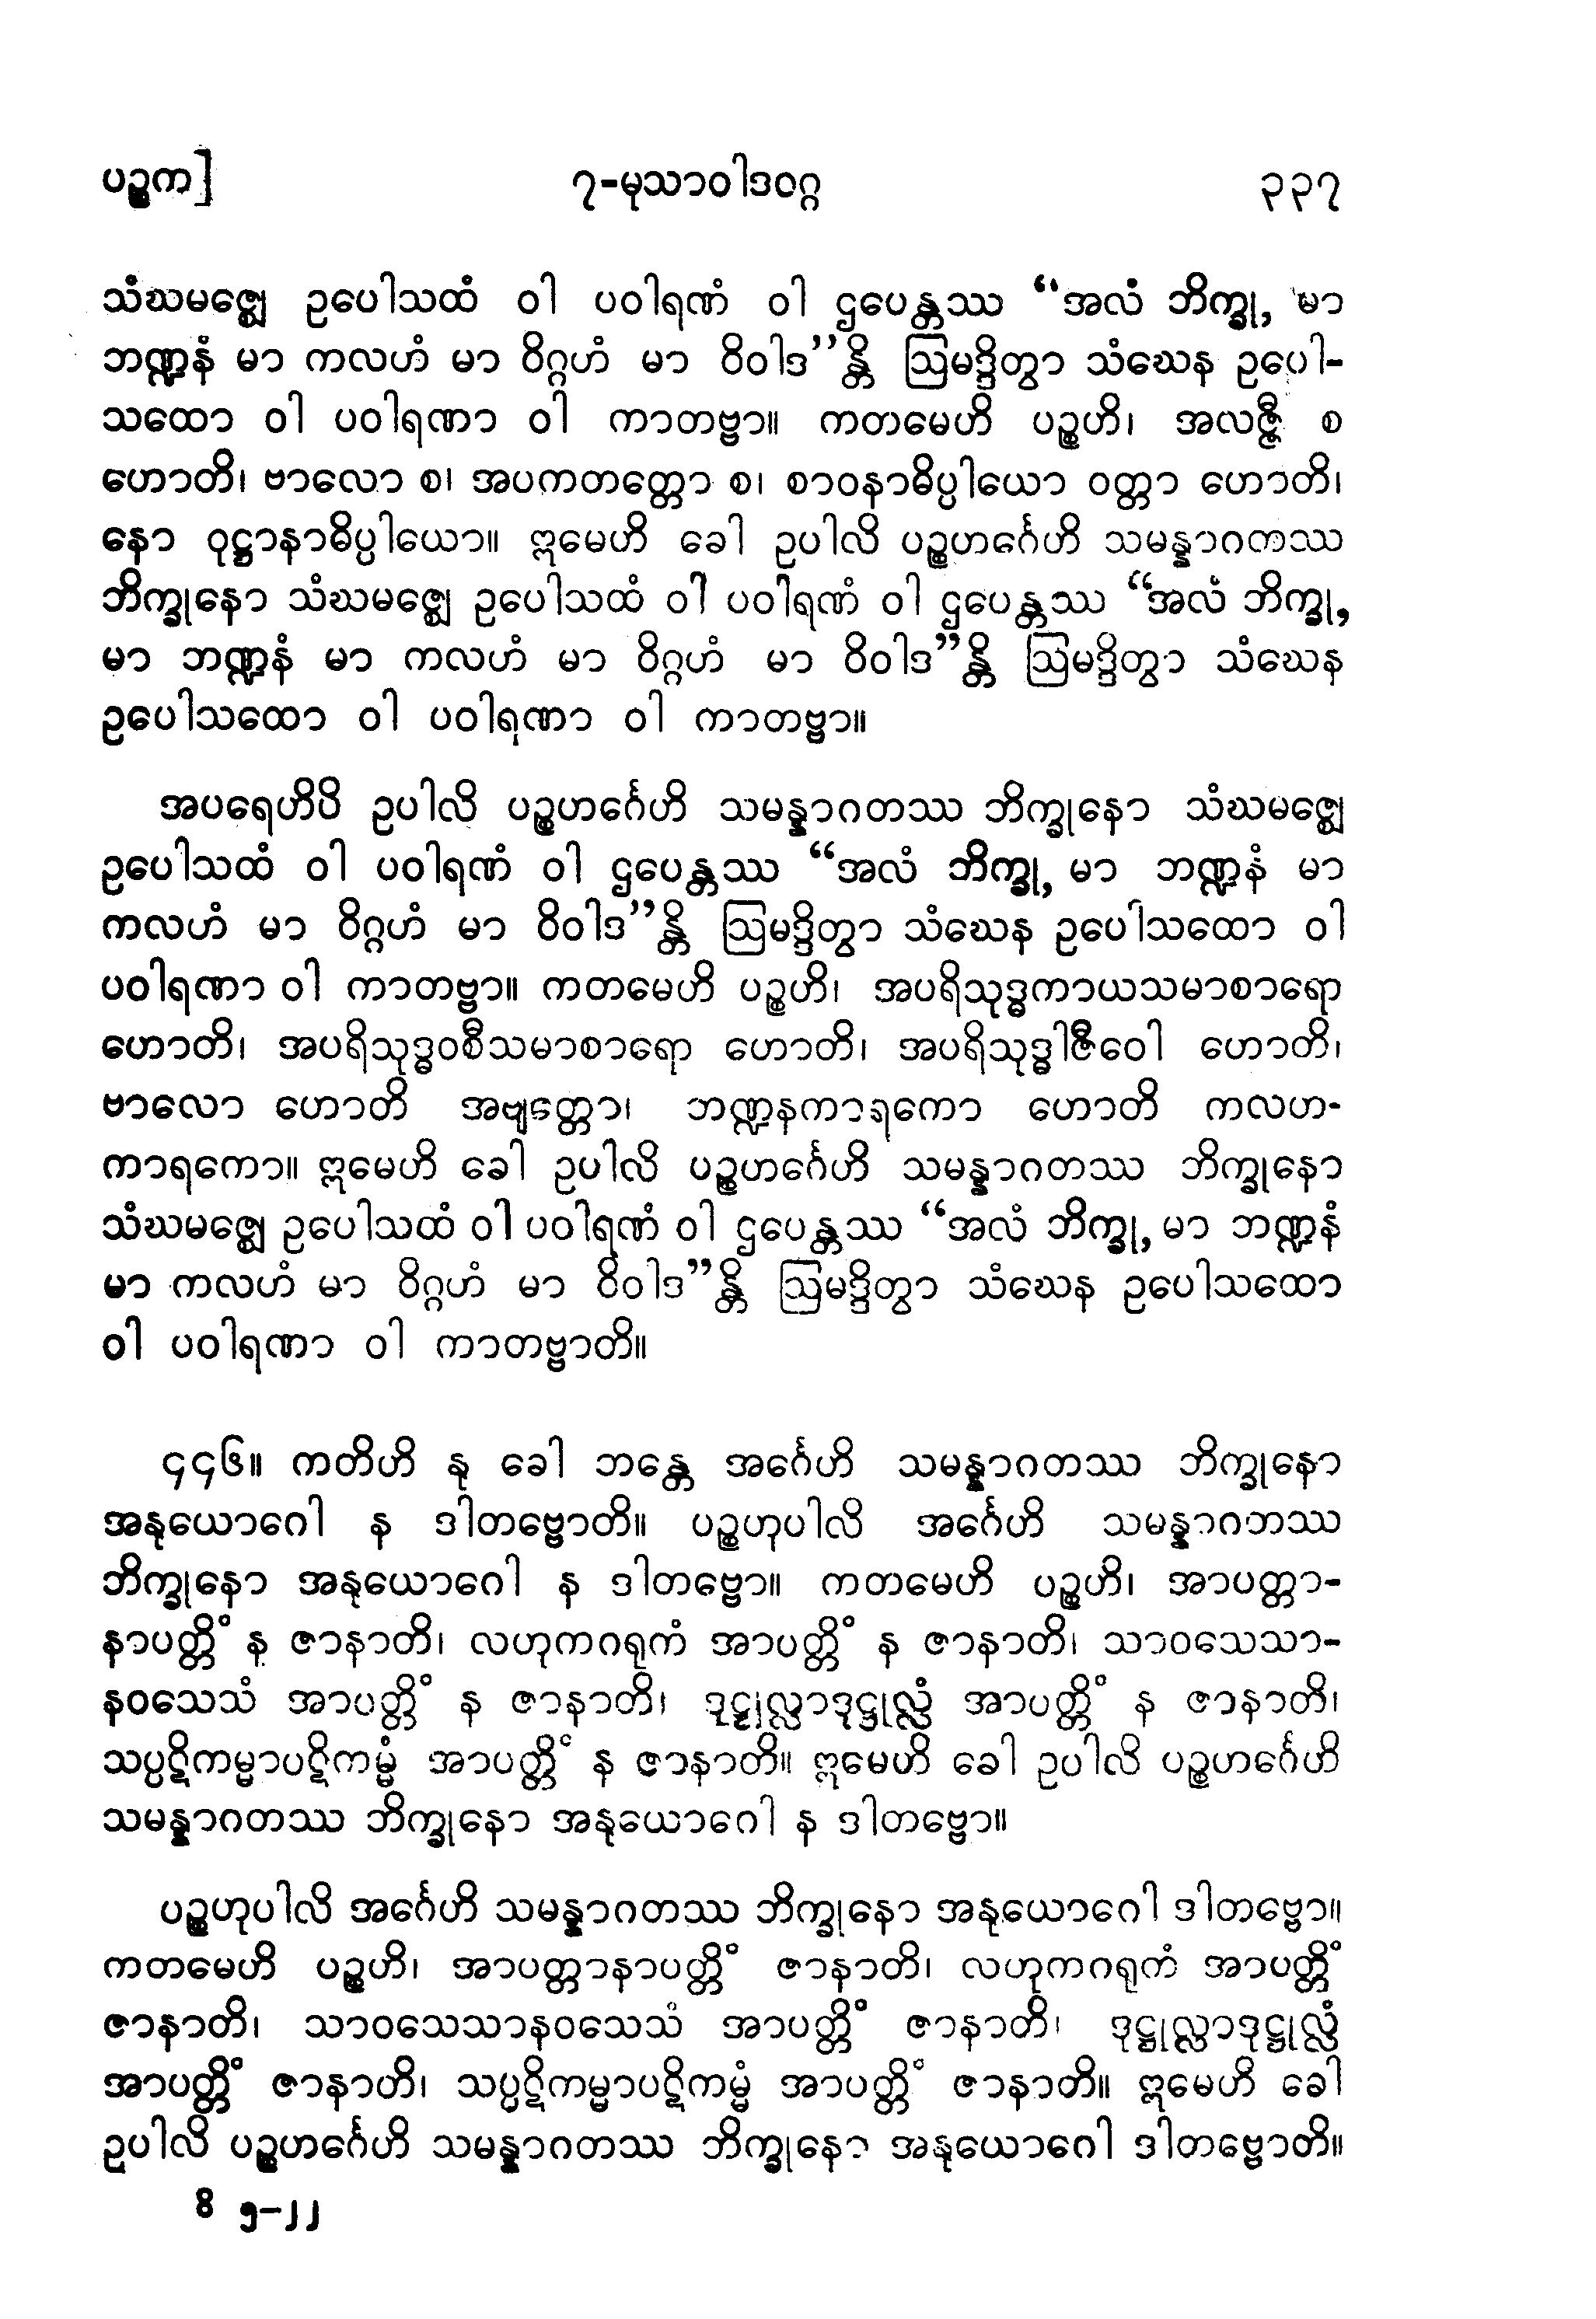 ပဉ္စက] ၇-မုသာဝါဒဝဂ္ဂ ၃၃၇
သံဃမဇ္ဈေ ဥပေါသထံ ဝါ ပဝါရဏံ ဝါ ဌပေန္တဿ “အလံ ဘိက္ခု, မာ
ဘဏ္ဍနံ မာ ကလဟံ မာ ဝိဂ္ဂဟံ မာ ဝိဝါဒ”န္တိ ဩမဒ္ဒိတွာ သံဃေန ဥပေါ-
သထော ဝါ ပဝါရဏာ ဝါ ကာတဗ္ဗာ။ ကတမေဟိ ပဉ္စဟိ၊ အလဇ္ဇီ စ
ဟောတိ၊ ဗာလော စ၊ အပကတတ္တော စ၊ စာဝနာဓိပ္ပါယော ဝတ္တာ ဟောတိ၊
နော ဝုဋ္ဌာနာဓိပ္ပါယော။ ဣမေဟိ ခေါ ဥပါလိ ပဉ္စဟင်္ဂေဟိ သမန္နာဂတဿ
ဘိက္ခုနော သံဃမဇ္ဈေ ဥပေါသထံ ဝါ ပဝါရဏံ ဝါ ဌပေန္တဿ “အလံ ဘိက္ခု,
မာ ဘဏ္ဍနံ မာ ကလဟံ မာ ဝိဂ္ဂဟံ မာ ဝိဝါဒ”န္တိ ဩမဒ္ဒိတွာ သံဃေန
ဥပေါသထော ဝါ ပဝါရဏာ ဝါ ကာတဗ္ဗာ။
အပရေဟိပိ ဥပါလိ ပဉ္စဟင်္ဂေဟိ သမန္နာဂတဿ ဘိက္ခုနော သံဃမဇ္ဈေ
ဥပေါသထံ ဝါ ပဝါရဏံ ဝါ ဌပေန္တဿ “အလံ ဘိက္ခု, မာ ဘဏ္ဍနံ မာ
ကလဟံ မာ ဝိဂ္ဂဟံ မာ ဝိဝါဒ”န္တိ ဩမဒ္ဒိတွာ သံဃေန ဥပေါသထော ဝါ
ပဝါရဏာ ဝါ ကာတဗ္ဗာ။ ကတမေဟိ ပဉ္စဟိ၊ အပရိသုဒ္ဓကာယသမာစာရော
ဟောတိ၊ အပရိသုဒ္ဓဝစီသမာစာရော ဟောတိ၊ အပရိသုဒ္ဓါဇီဝေါ ဟောတိ၊
ဗာလော ဟောတိ အဗျတ္တော၊ ဘဏ္ဍနကာရကော ဟောတိ ကလဟ-
ကာရကော။ ဣမေဟိ ခေါ ဥပါလိ ပဉ္စဟင်္ဂေဟိ သမန္နာဂတဿ ဘိက္ခုနော
သံဃမဇ္ဈေ ဥပေါသထံ ဝါ ပဝါရဏံ ဝါ ဌပေန္တဿ “အလံ ဘိက္ခု, မာ ဘဏ္ဍနံ
မာ ကလဟံ မာ ဝိဂ္ဂဟံ မာ ဝိဝါဒ”န္တိ ဩမဒ္ဒိတွာ သံဃေန ဥပေါသထော
ဝါ ပဝါရဏာ ဝါ ကာတဗ္ဗာတိ။
၄၄၆။ ကတိဟိ နု ခေါ ဘန္တေ အင်္ဂေဟိ သမန္နာဂတဿ ဘိက္ခုနော
အနုယောဂေါ န ဒါတဗ္ဗောတိ။ ပဉ္စဟုပါလိ အင်္ဂေဟိ သမန္နာဂတဿ
ဘိက္ခုနော အနုယောဂေါ န ဒါတဗ္ဗော။ ကတမေဟိ ပဉ္စဟိ၊ အာပတ္တာ-
နာပတ္တိံ န ဇာနာတိ၊ လဟုကဂရုကံ အာပတ္တိံ န ဇာနာတိ၊ သာဝသေသာ-
နဝသေသံ အာပတ္တိံ န ဇာနာတိ၊ ဒုဋ္ဌုလ္လာဒုဋ္ဌုလ္လံ အာပတ္တိံ န ဇာနာတိ၊
သပ္ပဋိကမ္မာပဋိကမ္မံ အာပတ္တိံ န ဇာနာတိ။ ဣမေဟိ ခေါ ဥပါလိ ပဉ္စဟင်္ဂေဟိ
သမန္နာဂတဿ ဘိက္ခုနော အနုယောဂေါ န ဒါတဗ္ဗော။
ပဉ္စဟုပါလိ အင်္ဂေဟိ သမန္နာဂတဿ ဘိက္ခုနော အနုယောဂေါ ဒါတဗ္ဗော။
ကတမေဟိ ပဉ္စဟိ၊ အာပတ္တာနာပတ္တိံ ဇာနာတိ၊ လဟုကဂရုကံ အာပတ္တိံ
ဇာနာတိ၊ သာဝသေသာနဝသေသံ အာပတ္တိံ ဇာနာတိ၊ ဒုဋ္ဌုလ္လာဒုဋ္ဌုလ္လံ
အာပတ္တိံ ဇာနာတိ၊ သပ္ပဋိကမ္မာပဋိကမ္မံ အာပတ္တိံ ဇာနာတိ။ ဣမေဟိ ခေါ
ဥပါလိ ပဉ္စဟင်္ဂေဟိ သမန္နာဂတဿ ဘိက္ခုနော အနုယောဂေါ ဒါတဗ္ဗောတိ။
ဝိ ၅-၂၂